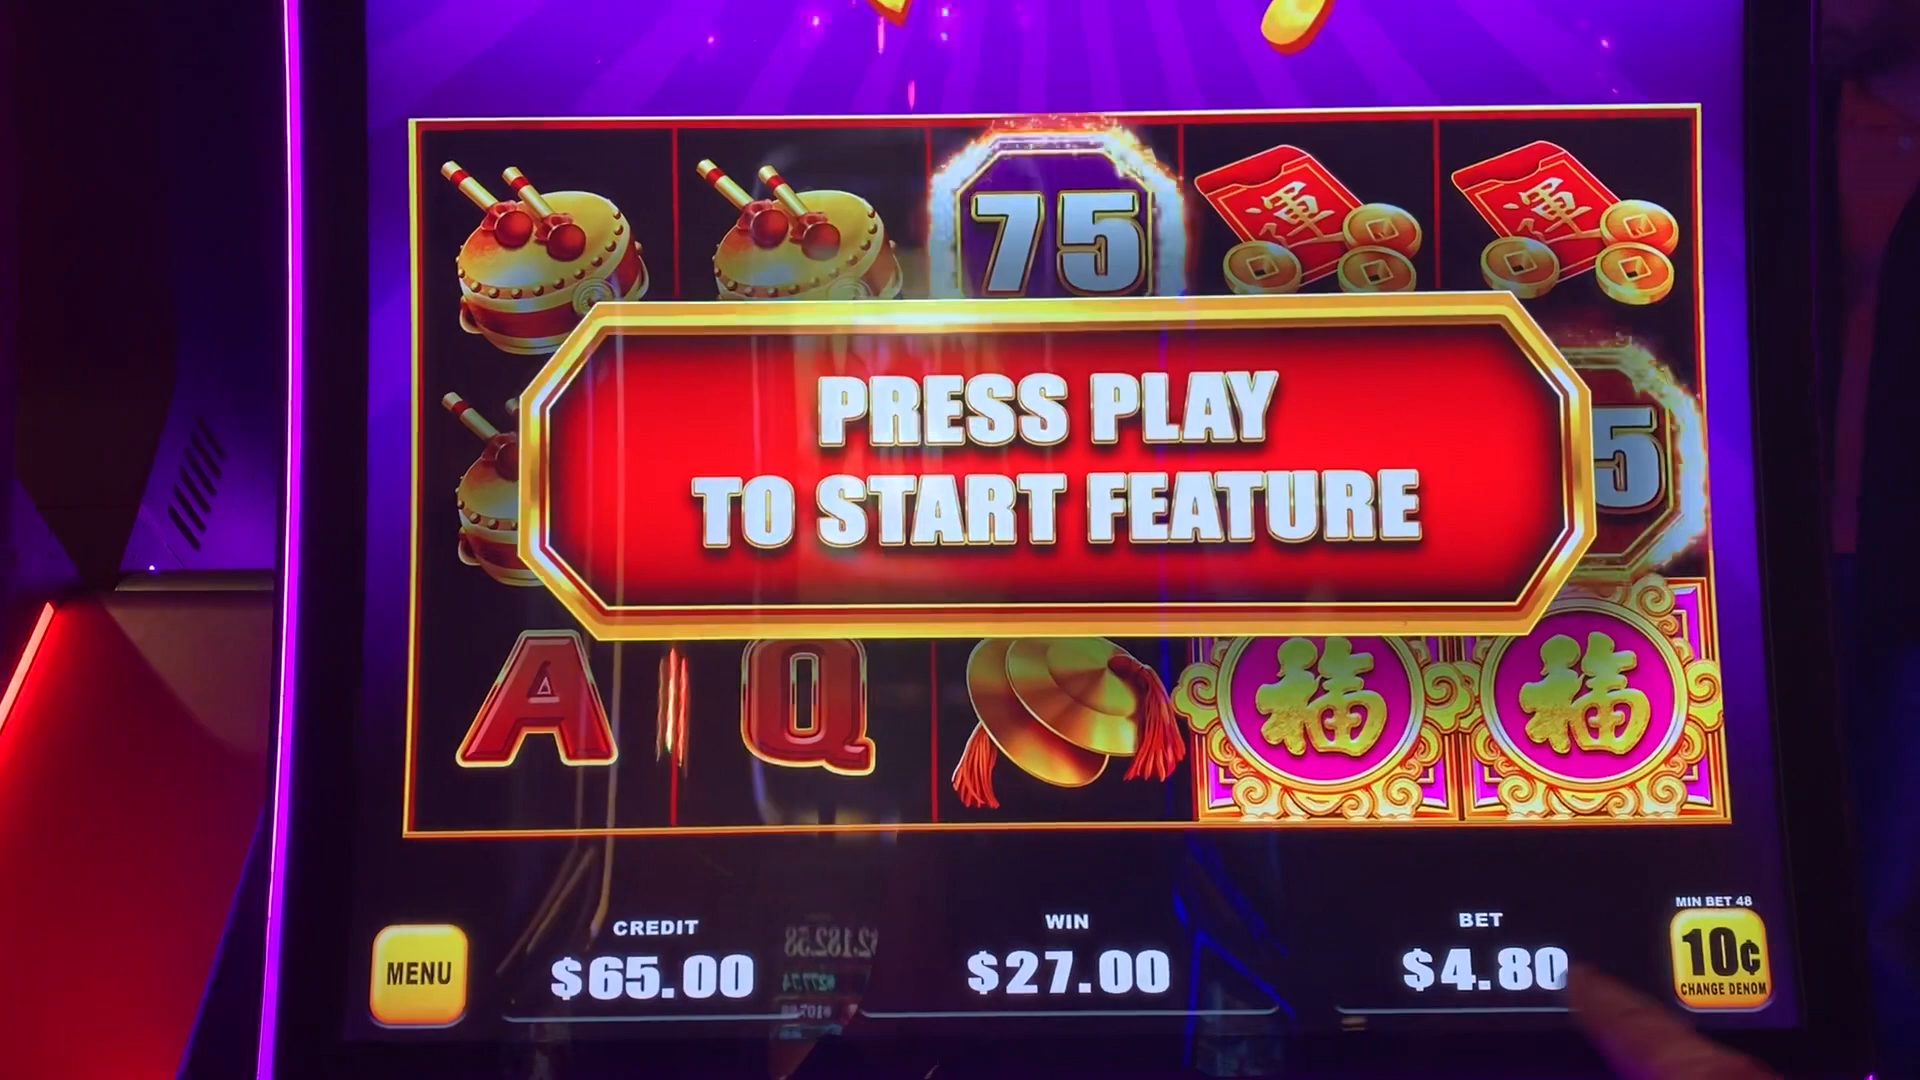 75
運
運
PRESS PLAY
5
TO START FEATURE
A
Q
福
福
MIN BET 48
CREDIT
WIN
BET
10¢
MENU
$65.00
$27.00
$4.80
CHANGE DENOM